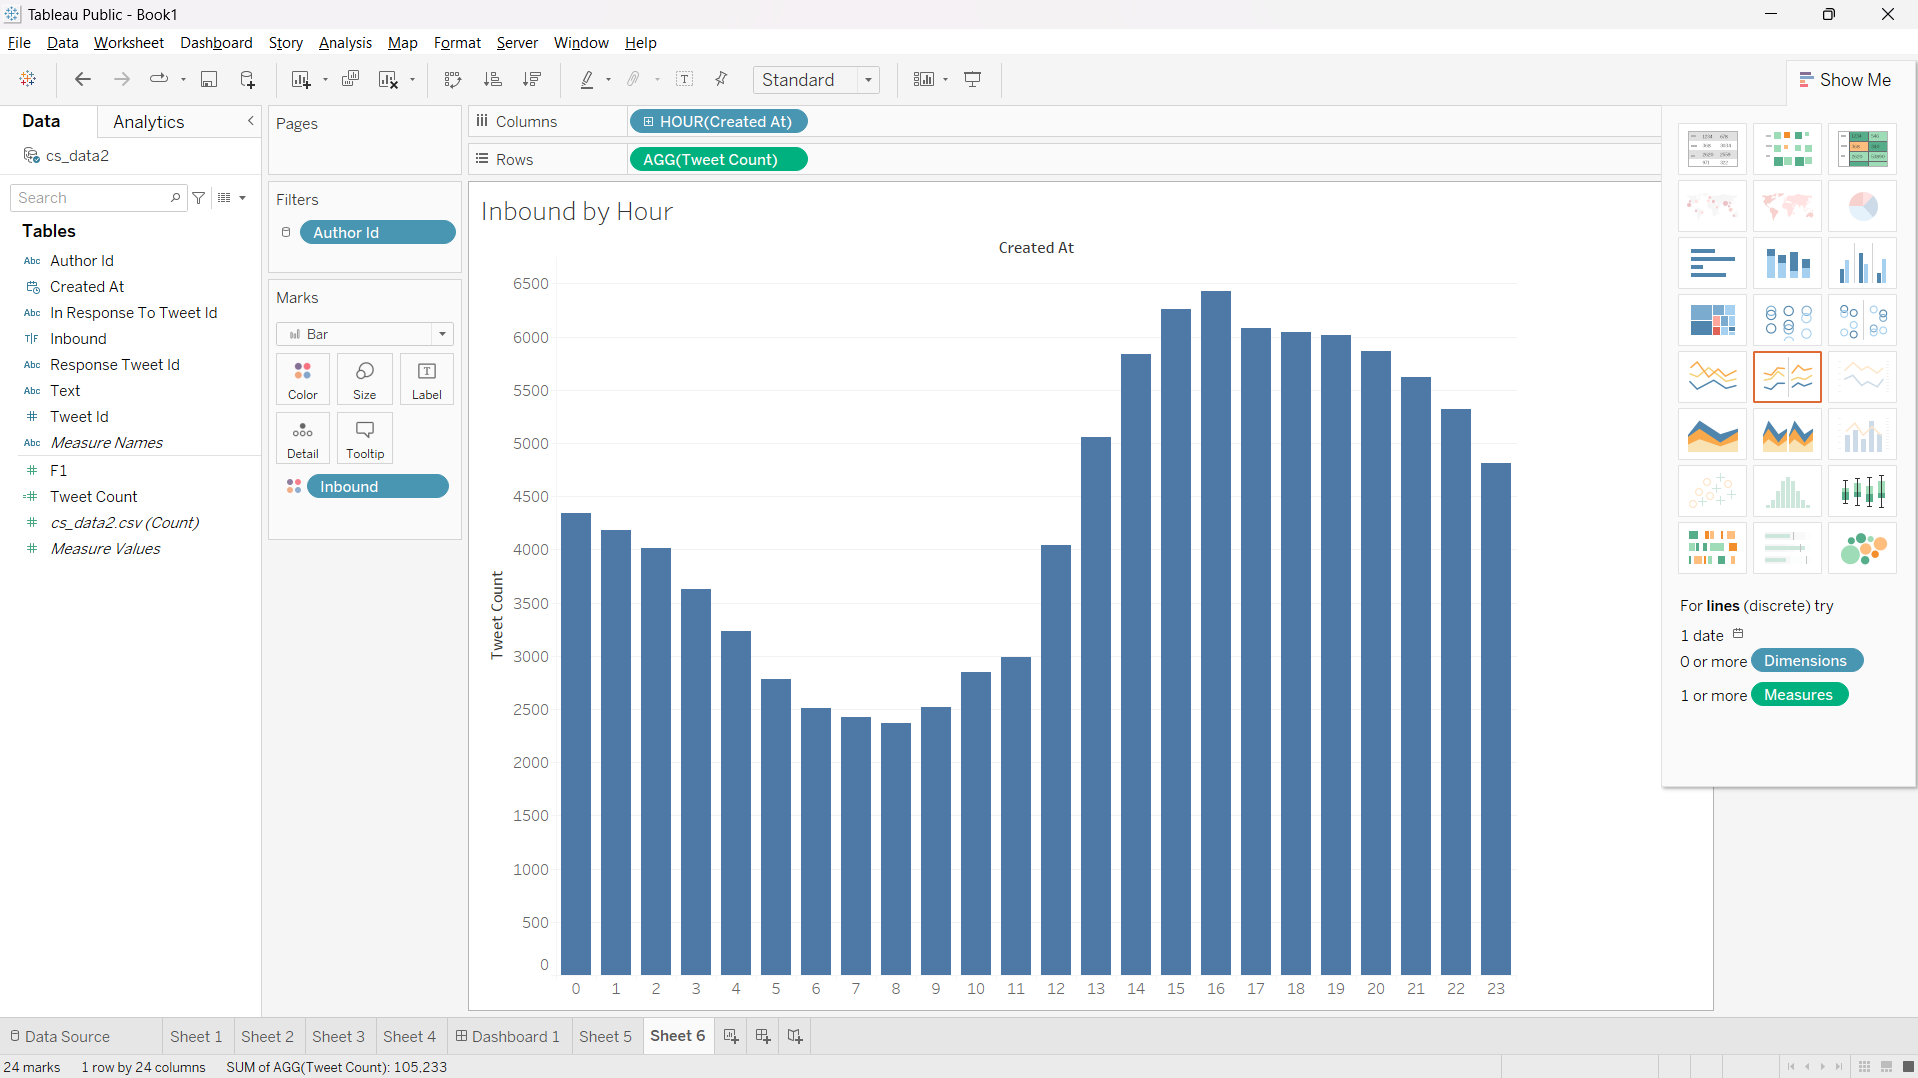 Tableau Public - Book1
File Data Worksheet Dashboard Story Analysis Map Format Server Window Help
Standard
Show Me
Data Analytics
cs_data2
Search
Tables
Abc Author Id
Created At
Abc In Response To Tweet Id
T|F Inbound
Abc Response Tweet Id
Abc Text
# Tweet Id
Abc Measure Names
# F1
=# Tweet Count
# cs_data2.csv (Count)
# Measure Values
Pages
Filters
Author Id
Marks
Bar
Color Size Label
Detail Tooltip
Inbound
Columns HOUR(Created At)
Rows AGG(Tweet Count)
Inbound by Hour
Created At
6500
6000
5500
5000
4500
4000
3500
3000
2500
2000
1500
1000
500
0
Tweet Count
0 1 2 3 4 5 6 7 8 9 10 11 12 13 14 15 16 17 18 19 20 21 22 23
For lines (discrete) try
1 date
0 or more Dimensions
1 or more Measures
Data Source Sheet 1 Sheet 2 Sheet 3 Sheet 4 Dashboard 1 Sheet 5 Sheet 6
24 marks 1 row by 24 columns SUM of AGG(Tweet Count): 105,233